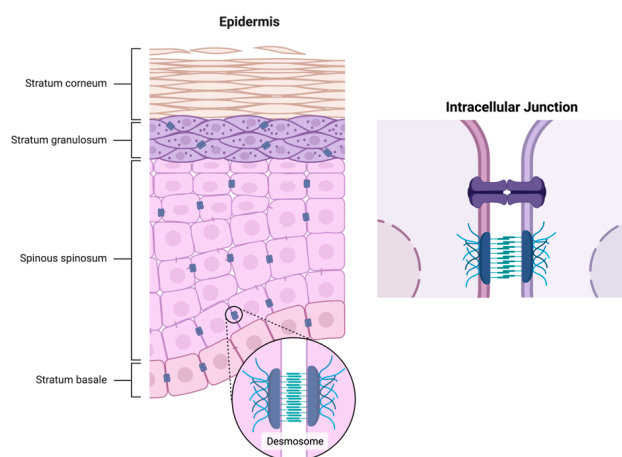 Epidermis
Stratum corneum
Stratum granulosum
Intracellular Junction
Spinous spinosum
Stratum basale
Desmosome